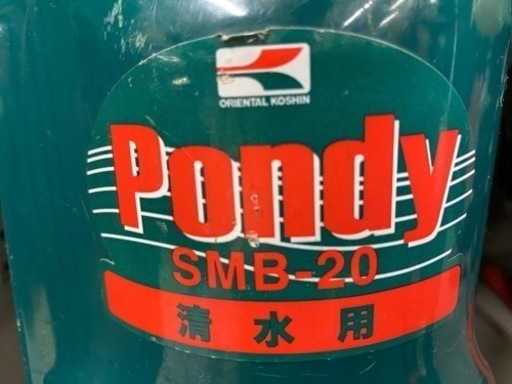 ORIENTAL KOSHIN
Pondy
SMB-20
清水用